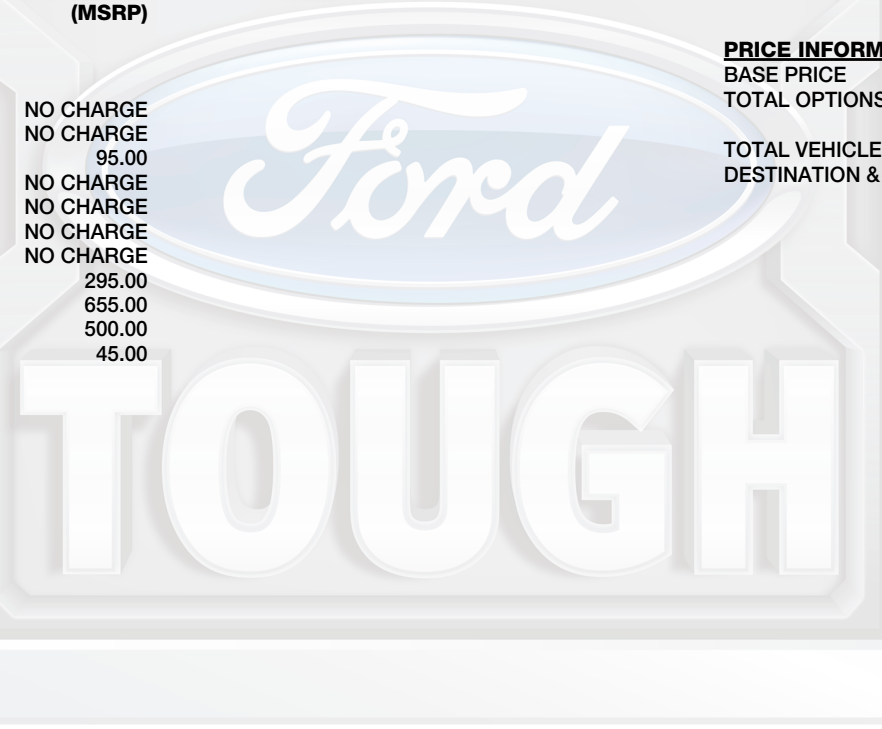 (MSRP)
NO CHARGE
NO CHARGE
95.00
NO CHARGE
NO CHARGE
NO CHARGE
NO CHARGE
295.00
655.00
500.00
45.00
PRICE INFORM
BASE PRICE
TOTAL OPTIONS
TOTAL VEHICLE
DESTINATION &
Ford
TOUGH